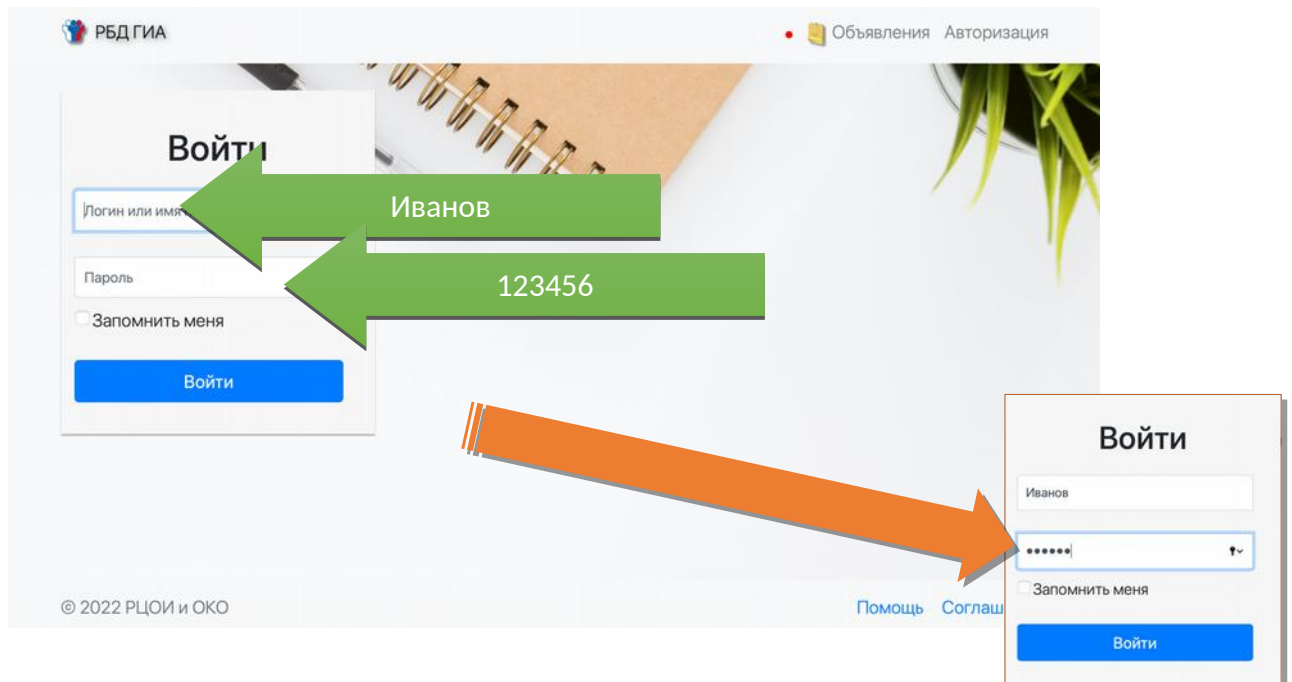 РБД ГИА
Объявления Авторизация
Войти
Логин или имя
Иванов
Пароль
123456
Запомнить меня
Войти
Войти
Иванов
Запомнить меня
Войти
© 2022 РЦОИ и ОКО
Помощь